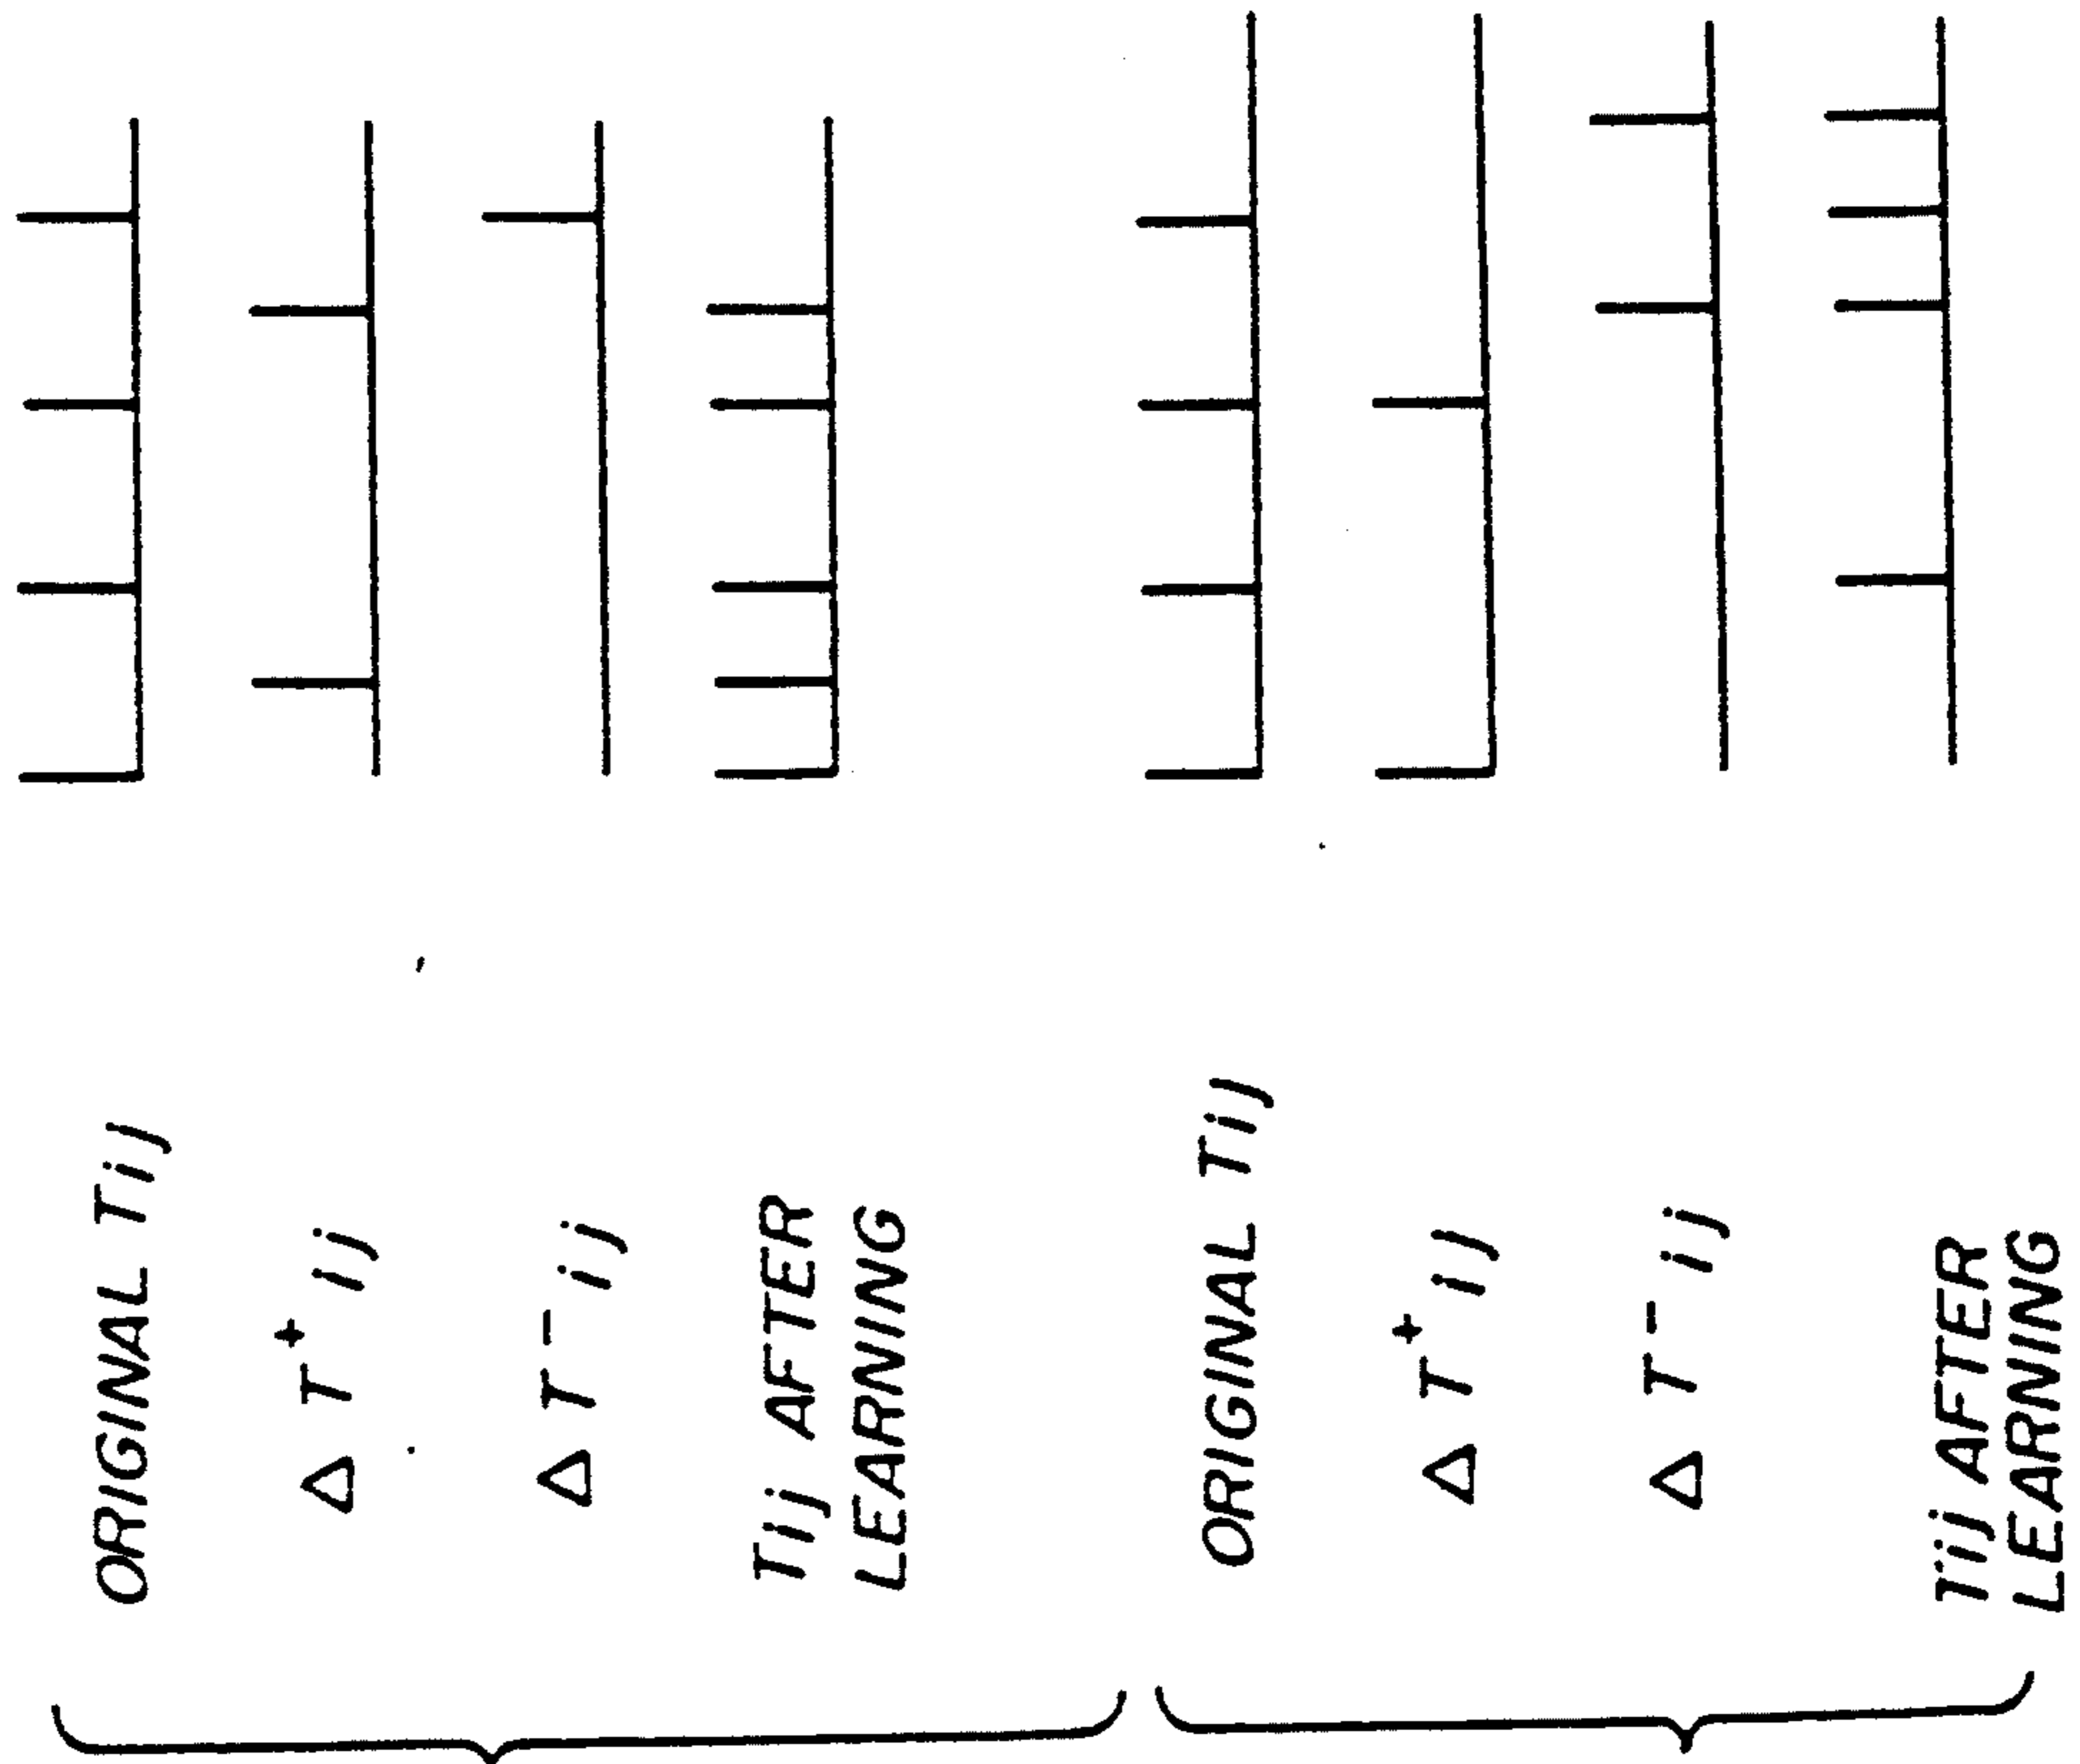 ORIGINAL Tij
Δ T⁺ ij
Δ T⁻ ij
Tij AFTER
LEARNING
ORIGINAL Tij
Δ T⁺ ij
Δ T⁻ ij
Tij AFTER
LEARNING